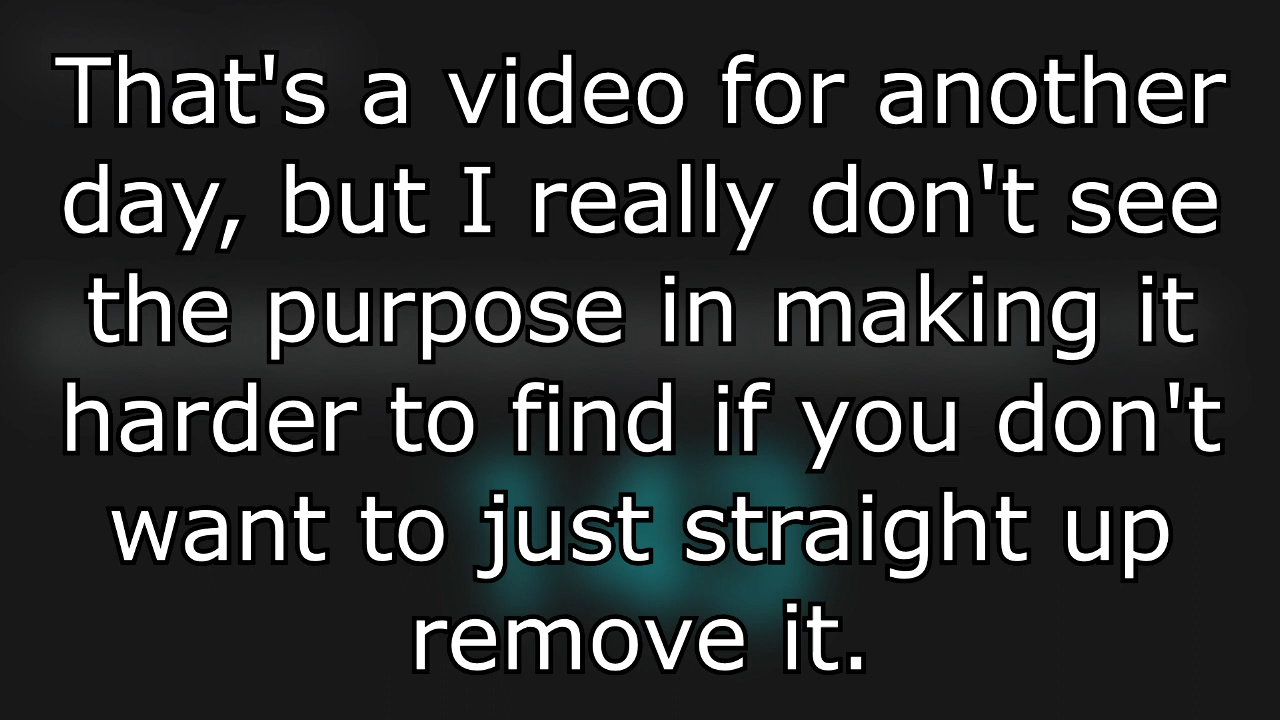 That's a video for another
day, but I really don't see
the purpose in making it
harder to find if you don't
want to just straight up
remove it.